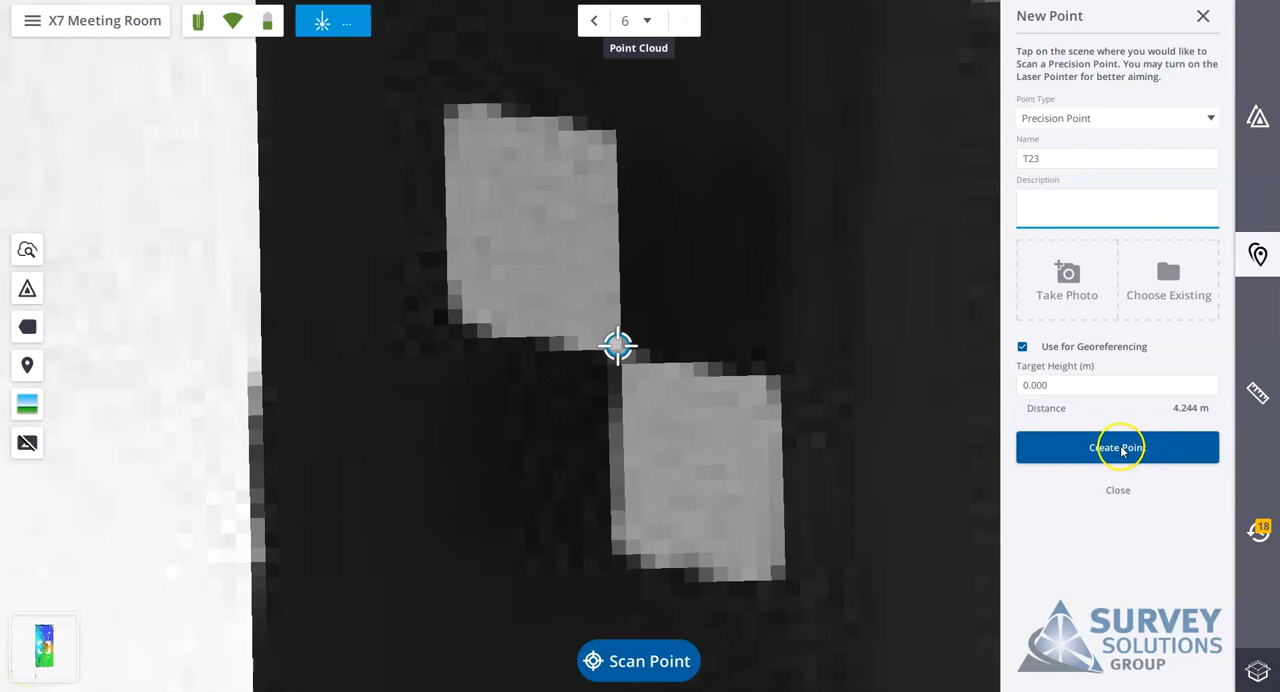 X7 Meeting Room
...
6
Point Cloud
New Point
Tap on the scene where you would like to
Scan a Precision Point. You may turn on the
Laser Pointer for better aiming.
Point Type
Precision Point
Name
T23
Description
Take Photo
Choose Existing
Use for Georeferencing
Target Height (m)
0.000
Distance 4.244 m
Create Point
Close
18
Scan Point
SURVEY
SOLUTIONS
GROUP